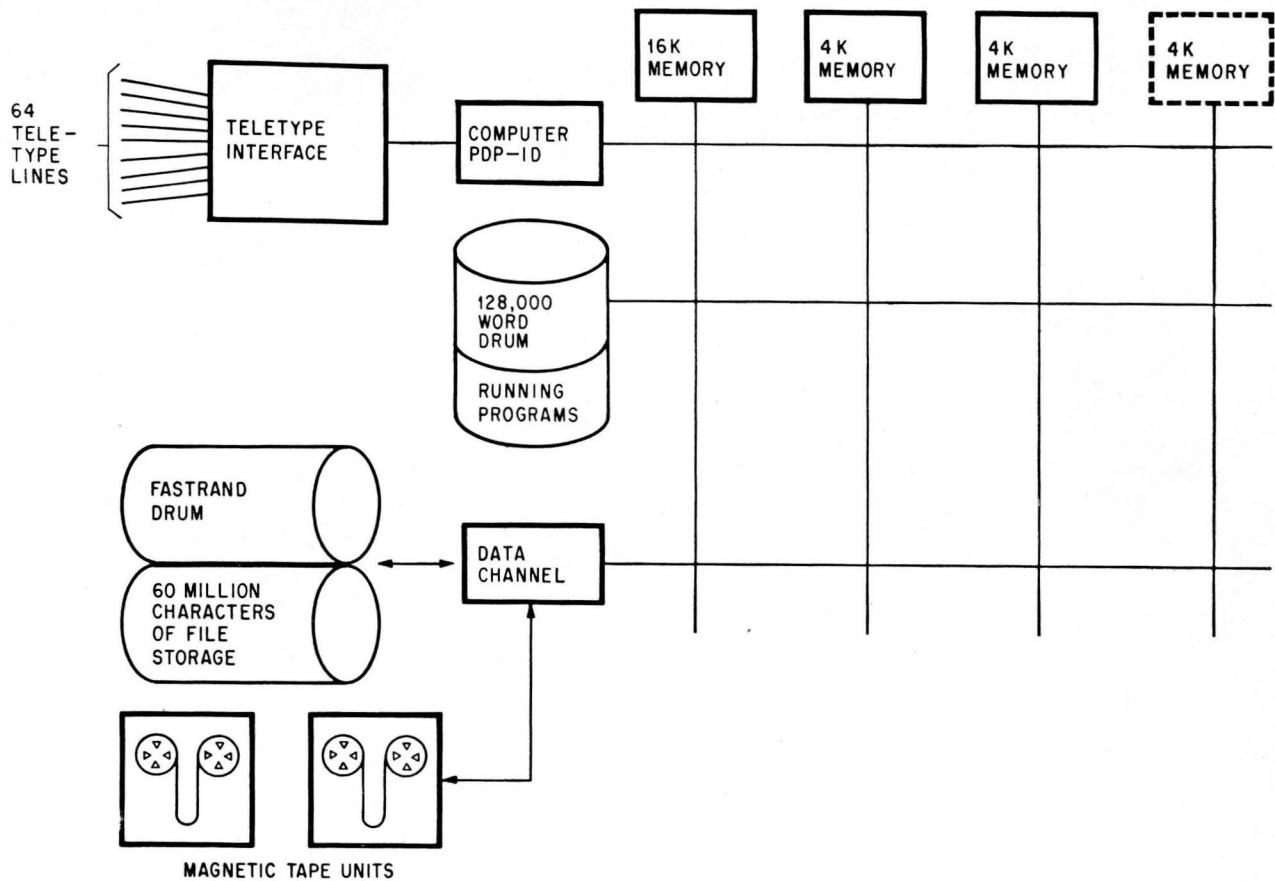 16K
MEMORY
4K
MEMORY
4K
MEMORY
4K
MEMORY
64
TELE-
TYPE
LINES
TELETYPE
INTERFACE
COMPUTER
PDP-ID
128,000
WORD
DRUM
RUNNING
PROGRAMS
FASTRAND
DRUM
60 MILLION
CHARACTERS
OF FILE
STORAGE
DATA
CHANNEL
MAGNETIC TAPE UNITS